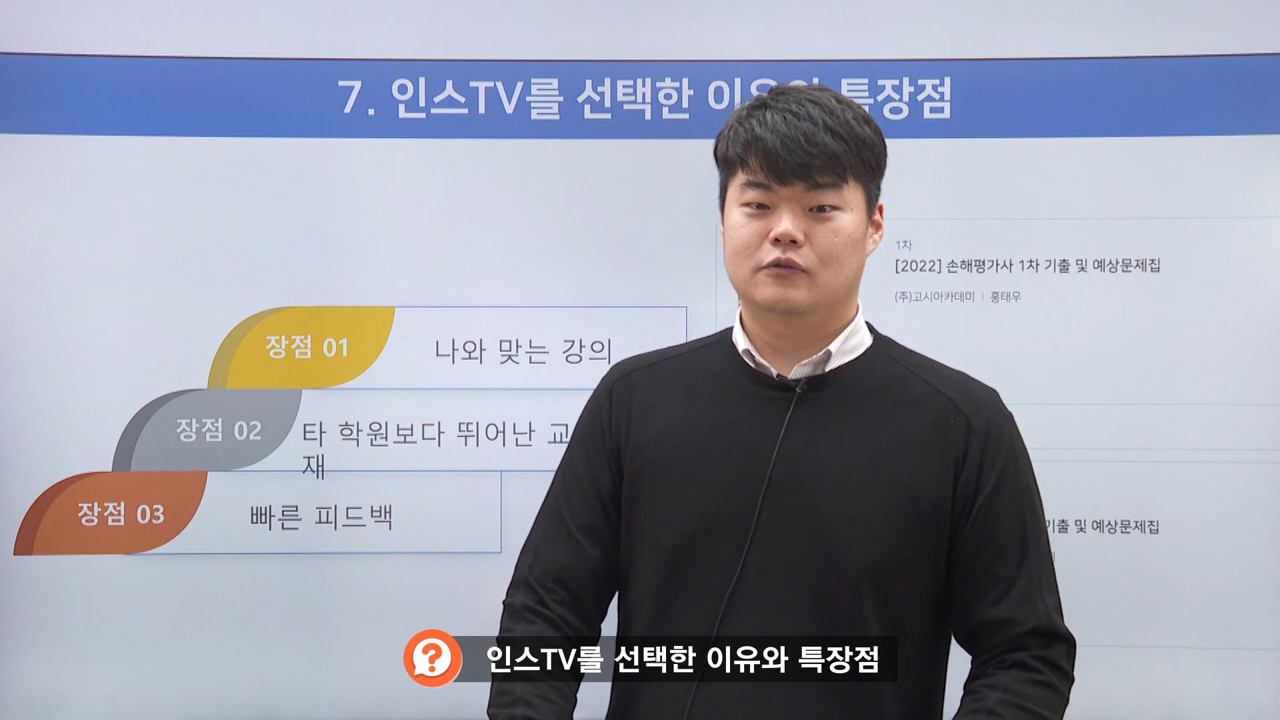 7. 인스TV를 선택한 이유와 특장점
1차
[2022] 손해평가사 1차 기출 및 예상문제집
(주)고시아카데미 | 홍태우
장점 01
나와 맞는 강의
장점 02
타 학원보다 뛰어난 교
재
장점 03
빠른 피드백
기출 및 예상문제집
인스TV를 선택한 이유와 특장점